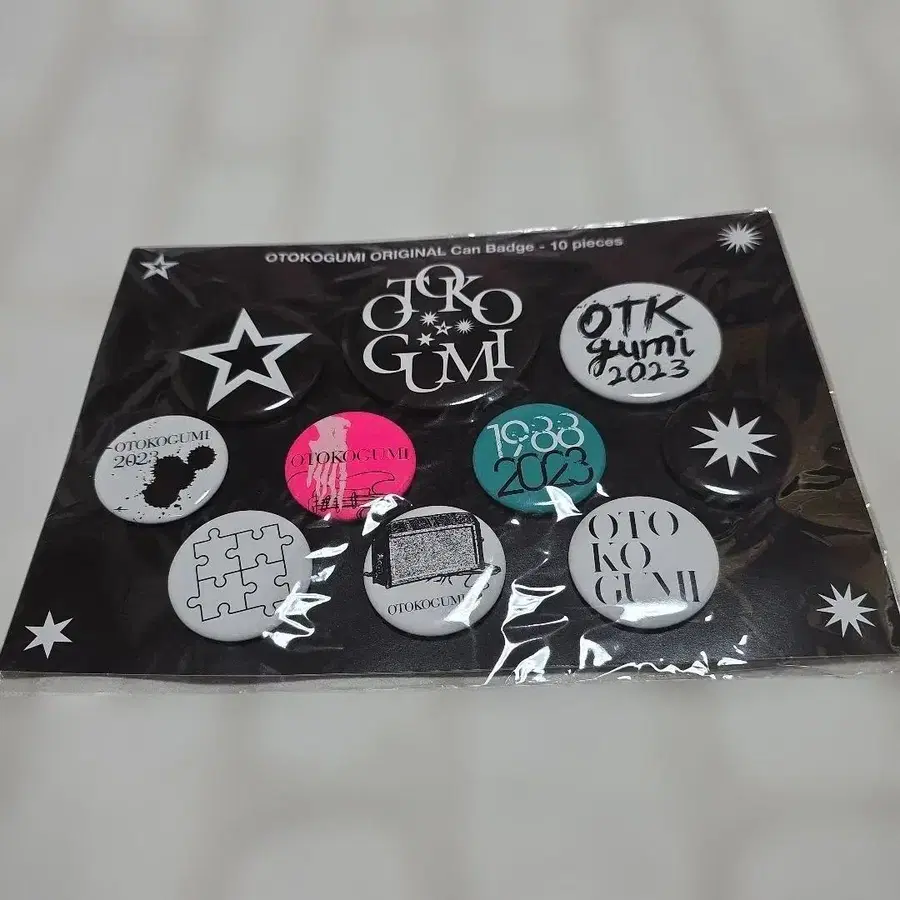 OTOKOGUMI ORIGINAL Can Badge - 10 pieces
OTOKO
GUMI
OTK
gumi
2023
OTOKOGUMI
2023
OTOKOGUMI
1988
2023
OTOKOGUMI
OTO
KO
GUMI